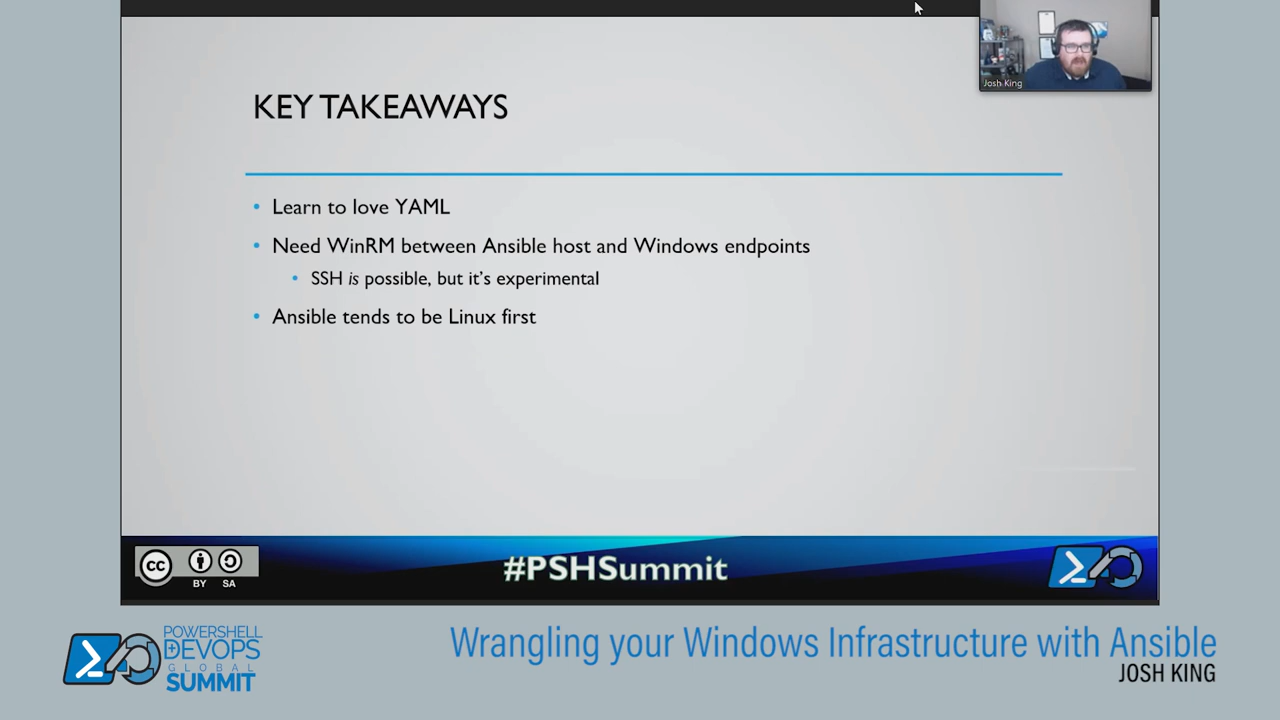 Josh King
KEY TAKEAWAYS
Learn to love YAML
Need WinRM between Ansible host and Windows endpoints
SSH is possible, but it's experimental
Ansible tends to be Linux first
cc
BY SA
#PSHSummit
POWERSHELL
DEVOPS
GLOBAL
SUMMIT
Wrangling your Windows Infrastructure with Ansible
JOSH KING